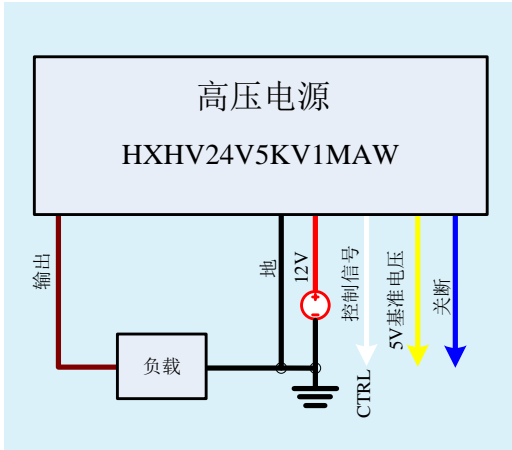 高压电源
HXHV24V5KV1MAW
输出
地
12V
控制信号
5V基准电压
关断
负载
CTRL